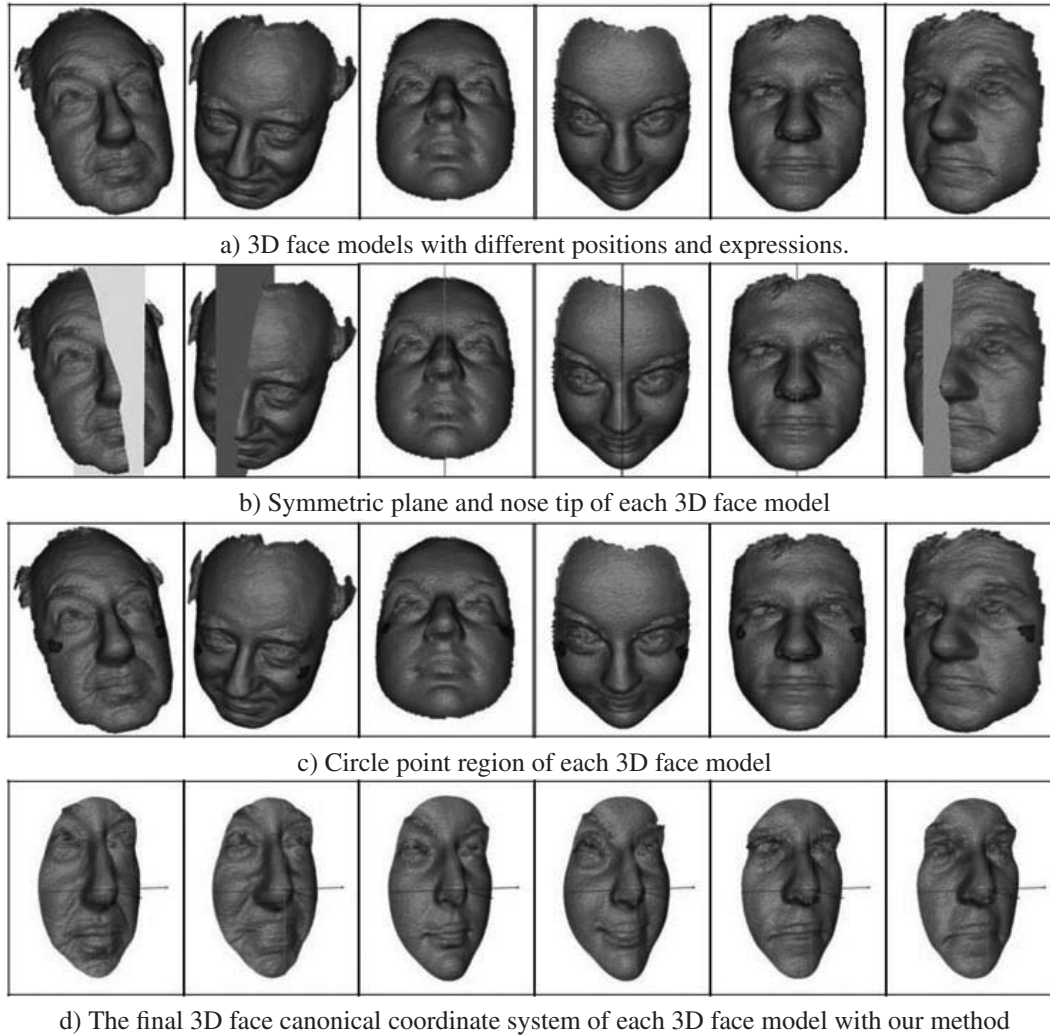 a) 3D face models with different positions and expressions.
b) Symmetric plane and nose tip of each 3D face model
c) Circle point region of each 3D face model
d) The final 3D face canonical coordinate system of each 3D face model with our method